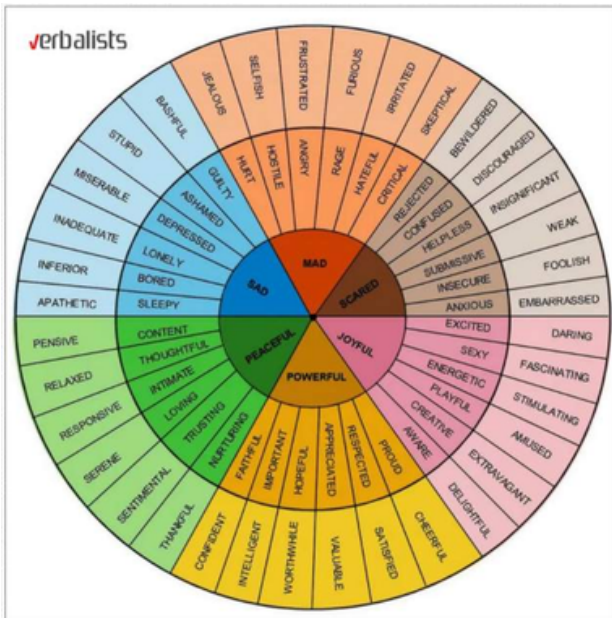 verbalists
MAD
HURT
HOSTILE
ANGRY
RAGE
HATEFUL
CRITICAL
JEALOUS
SELFISH
FRUSTRATED
FURIOUS
IRRITATED
SKEPTICAL
SCARED
REJECTED
CONFUSED
HELPLESS
SUBMISSIVE
INSECURE
ANXIOUS
BEWILDERED
DISCOURAGED
INSIGNIFICANT
WEAK
FOOLISH
EMBARRASSED
JOYFUL
EXCITED
SEXY
ENERGETIC
PLAYFUL
CREATIVE
AWARE
DARING
FASCINATING
STIMULATING
AMUSED
EXTRAVAGANT
DELIGHTFUL
POWERFUL
PROUD
RESPECTED
APPRECIATED
HOPEFUL
IMPORTANT
FAITHFUL
CHEERFUL
SATISFIED
VALUABLE
WORTHWHILE
INTELLIGENT
CONFIDENT
PEACEFUL
NURTURING
TRUSTING
LOVING
INTIMATE
THOUGHTFUL
CONTENT
THANKFUL
SENTIMENTAL
SERENE
RESPONSIVE
RELAXED
PENSIVE
SAD
SLEEPY
BORED
LONELY
DEPRESSED
ASHAMED
GUILTY
APATHETIC
INFERIOR
INADEQUATE
MISERABLE
STUPID
BASHFUL